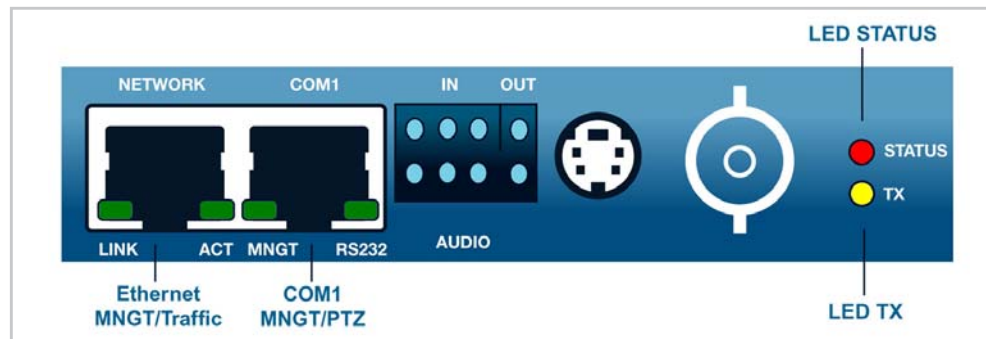 LED STATUS
NETWORK COM1 IN OUT
STATUS
TX
LINK ACT MNGT RS232 AUDIO
Ethernet
MNGT/Traffic
COM1
MNGT/PTZ
LED TX